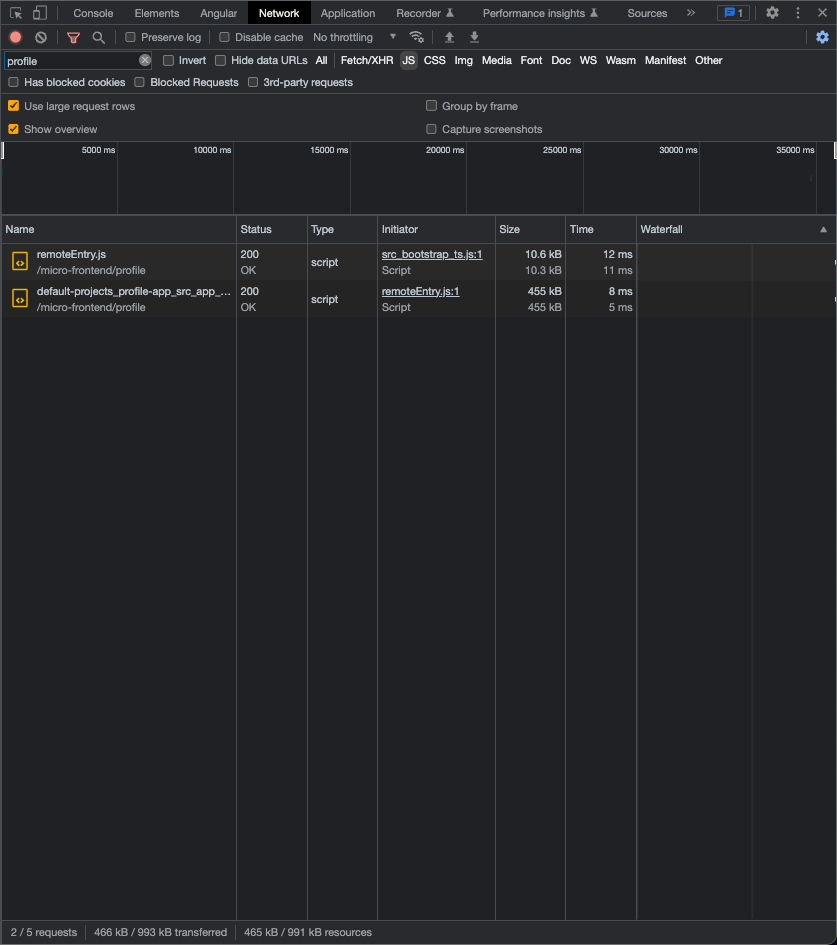 Console Elements Angular Network Application Recorder Performance insights Sources » 1
Preserve log Disable cache No throttling
profile Invert Hide data URLs All Fetch/XHR JS CSS Img Media Font Doc WS Wasm Manifest Other
Has blocked cookies Blocked Requests 3rd-party requests
Use large request rows Group by frame
Show overview Capture screenshots
5000 ms 10000 ms 15000 ms 20000 ms 25000 ms 30000 ms 35000 ms
Name Status Type Initiator Size Time Waterfall
remoteEntry.js 200 script src_bootstrap_ts.js:1 10.6 kB 12 ms
/micro-frontend/profile OK Script 10.3 kB 11 ms
default-projects_profile-app_src_app_... 200 script remoteEntry.js:1 455 kB 8 ms
/micro-frontend/profile OK Script 455 kB 5 ms
2 / 5 requests 466 kB / 993 kB transferred 465 kB / 991 kB resources